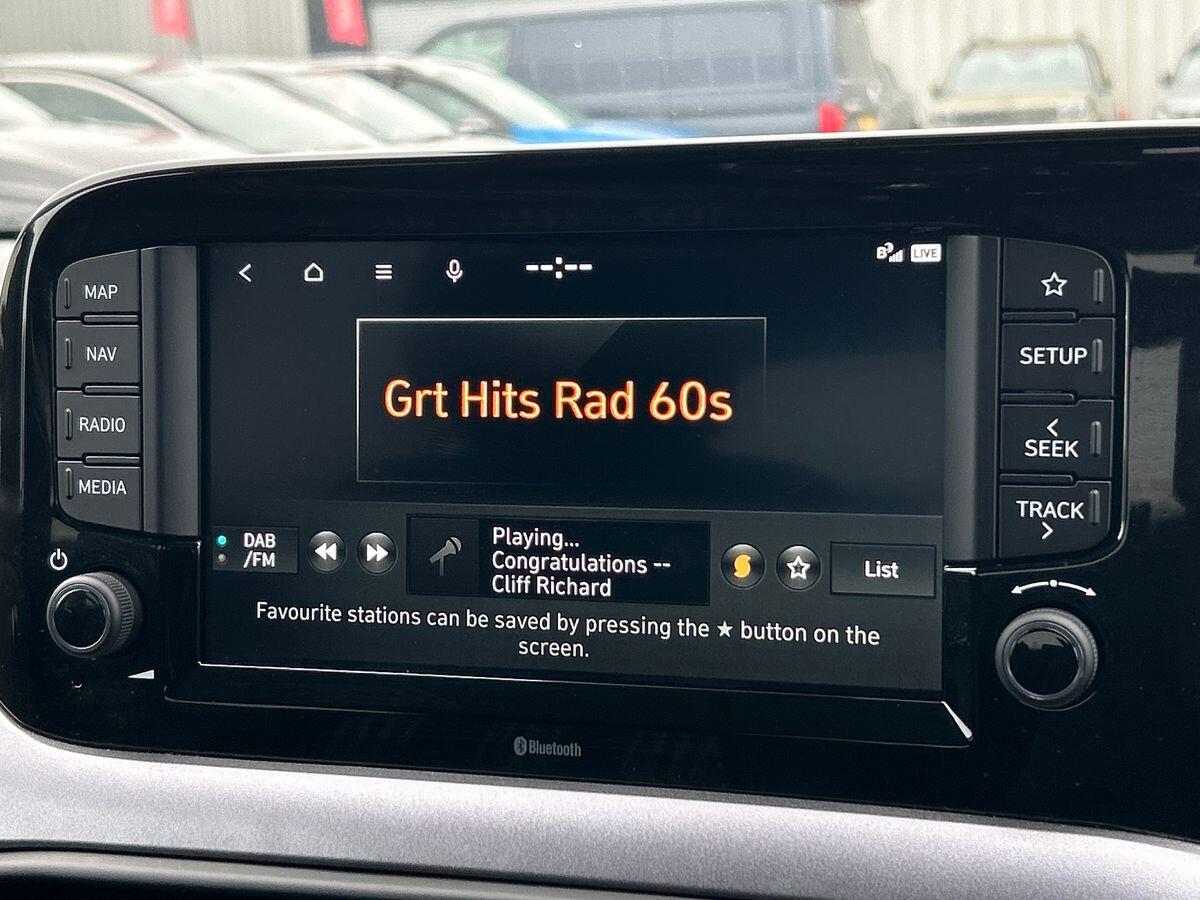 LIVE
MAP
NAV
RADIO
MEDIA
Grt Hits Rad 60s
SETUP
SEEK
TRACK
DAB
/FM
Playing...
Congratulations --
Cliff Richard
List
Favourite stations can be saved by pressing the ★ button on the
screen.
Bluetooth